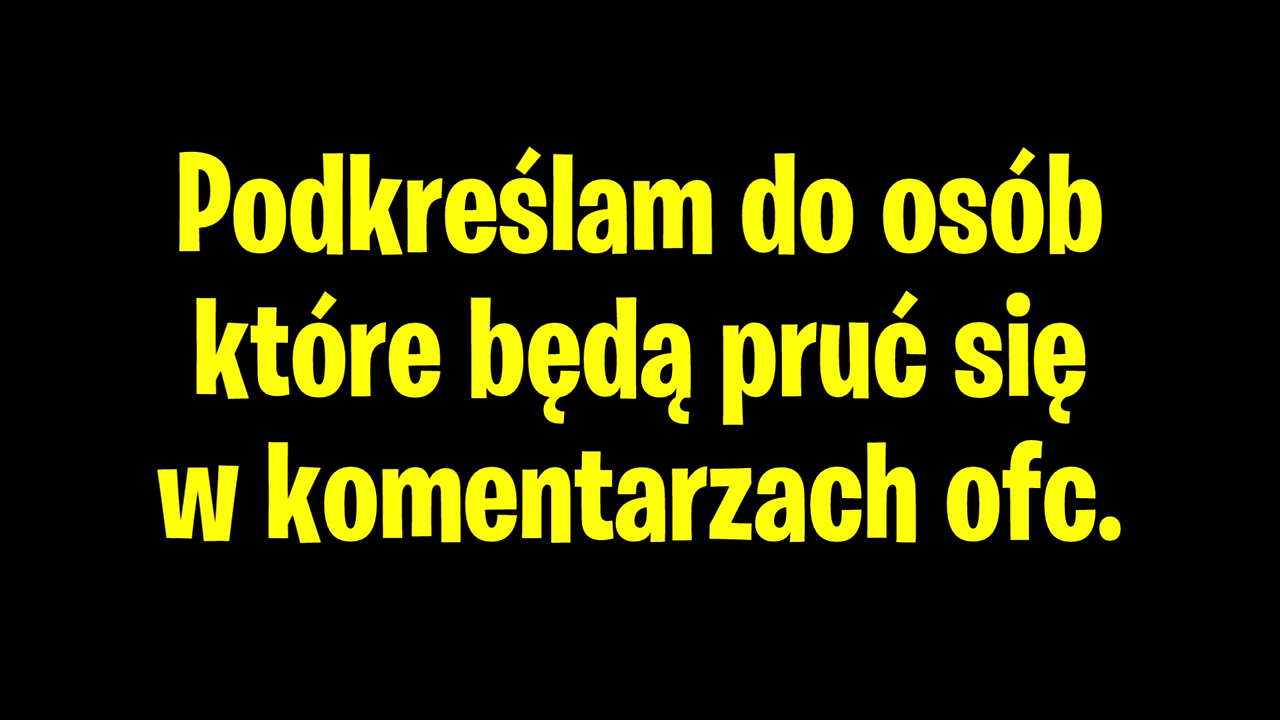 Podkreślam do osób
które będą pruć się
w komentarzach ofc.